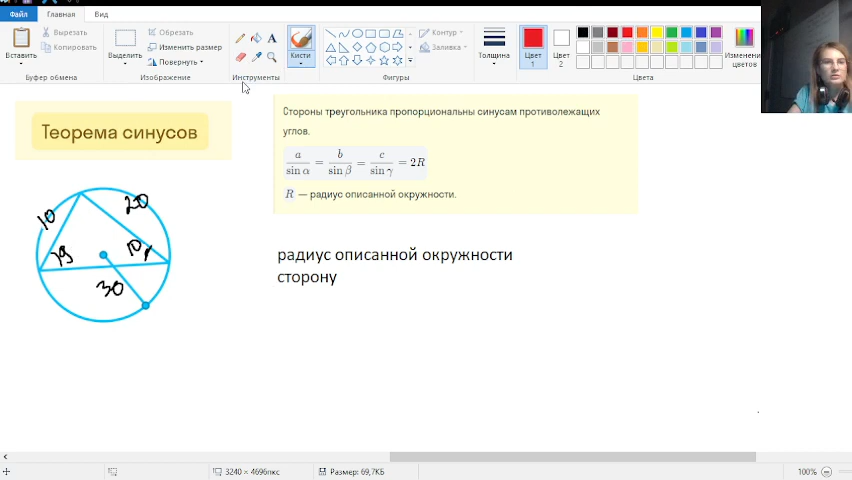 Файл
Главная
Вид
Вставить
Вырезать
Копировать
Буфер обмена
Выделить
Обрезать
Изменить размер
Повернуть
Изображение
A
Инструменты
Кисти
Контур
Заливка
Фигуры
Толщина
Цвет 1
Цвет 2
Изменение цветов
Цвета
Теорема синусов
Стороны треугольника пропорциональны синусам противолежащих
углов.
a/sin α = b/sin β = c/sin γ = 2R
R — радиус описанной окружности.
10
20
30
радиус описанной окружности
сторону
3240 × 4696пкс
Размер: 69,7КБ
100%